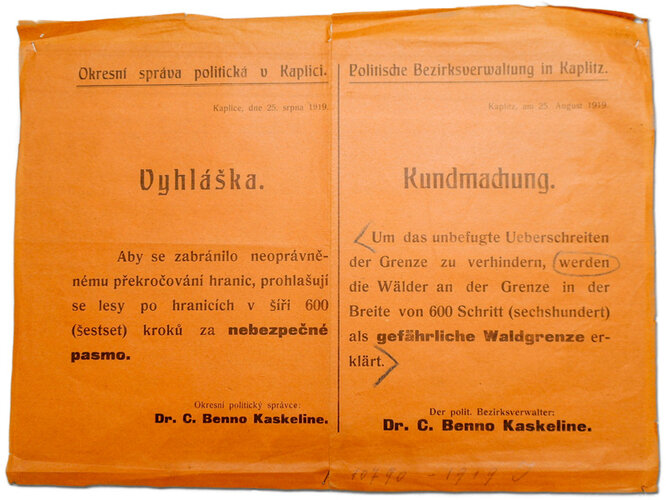 Okresní správa politická v Kaplici.
Kaplice, dne 25. srpna 1919.
Vyhláška.
Aby se zabránilo neoprávně-
nému překročování hranic, prohlašují
se lesy po hranicích v šíři 600
(šestset) kroků za nebezpečné
pasmo.
Okresní politický správce:
Dr. C. Benno Kaskeline.
Politische Bezirksverwaltung in Kaplitz.
Kaplitz, am 25. August 1919.
Kundmachung.
Um das unbefugte Ueberschreiten
der Grenze zu verhindern, werden
die Wälder an der Grenze in der
Breite von 600 Schritt (sechshundert)
als gefährliche Waldgrenze er-
klärt.
Der polit. Bezirksverwalter:
Dr. C. Benno Kaskeline.